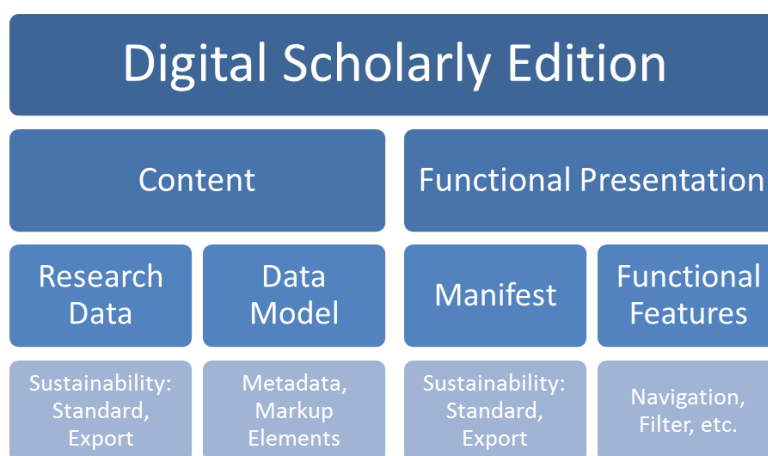 Digital Scholarly Edition
Content
Functional Presentation
Research
Data
Data
Model
Manifest
Functional
Features
Sustainability:
Standard,
Export
Metadata,
Markup
Elements
Sustainability:
Standard,
Export
Navigation,
Filter, etc.